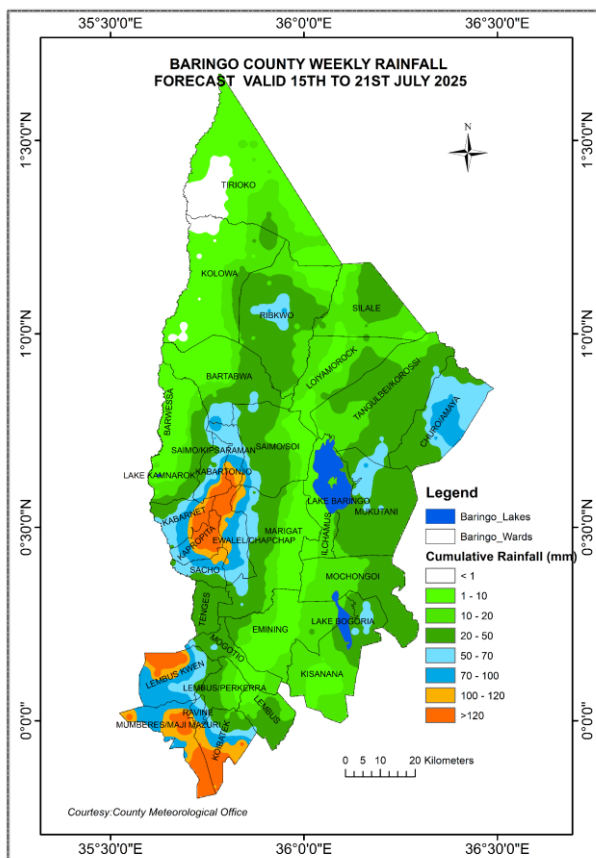 35°30'0"E
36°0'0"E
36°30'0"E
BARINGO COUNTY WEEKLY RAINFALL
FORECAST VALID 15TH TO 21ST JULY 2025
N
1°30'0"N
1°30'0"N
TIRIOKO
KOLOWA
SILALE
RIBKWO
1°0'0"N
1°0'0"N
LOIYAMOROCK
BARTABWA
TANGULBEI/KOROSSI
BARWESSA
CHURO/AMAYA
SAIMO/KIPSARAMAN
SAIMO/SOI
LAKE KAMNAROK
KABARTONJO
LAKE BARINGO
MUKUTANI
KABARNET
0°30'0"N
0°30'0"N
KAPROPITA
EWALEL/CHAPCHAP
MARIGAT
ILCHAMUS
SACHO
MOCHONGOI
TENGES
LAKE BOGORIA
EMINING
MOGOTIO
KISANANA
LEMBUS KWEN
LEMBUS/PERKERRA
LEMBUS
RAVINE
MUMBERES/MAJI MAZURI
KOIBATEK
0°0'0"
0°0'0"
Legend
Baringo_Lakes
Baringo_Wards
Cumulative Rainfall (mm)
< 1
1 - 10
10 - 20
20 - 50
50 - 70
70 - 100
100 - 120
>120
0 5 10 20 Kilometers
Courtesy:County Meteorological Office
35°30'0"E
36°0'0"E
36°30'0"E